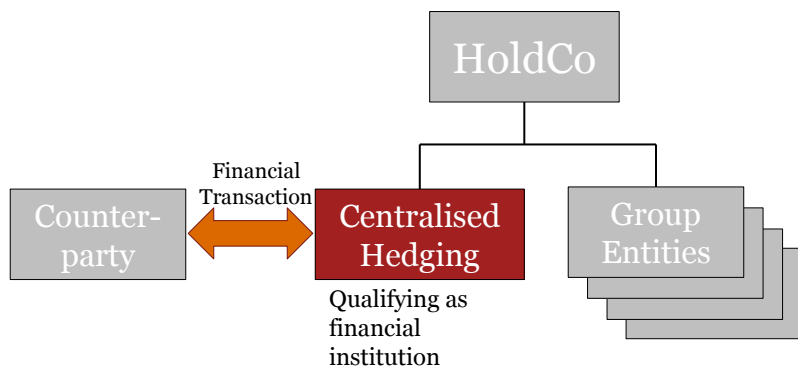 HoldCo
Financial
Transaction
Counter-
party
Centralised
Hedging
Group
Entities
Qualifying as
financial
institution